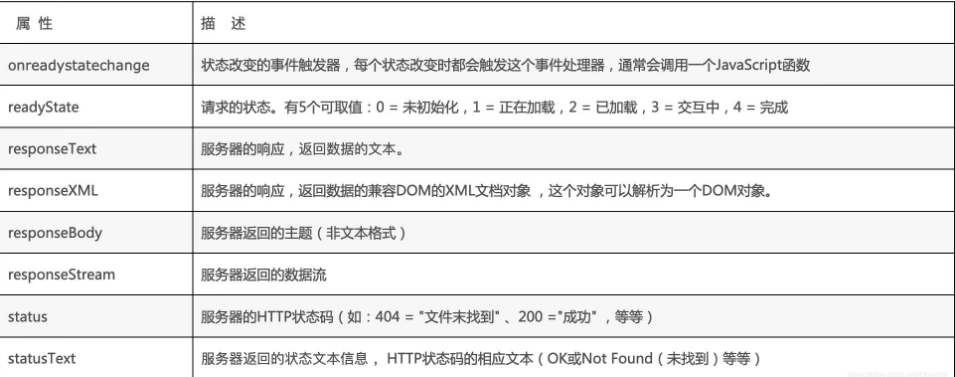 属 性 描 述
onreadystatechange 状态改变的事件触发器，每个状态改变时都会触发这个事件处理器，通常会调用一个JavaScript函数
readyState 请求的状态。有5个可取值：0 = 未初始化，1 = 正在加载，2 = 已加载，3 = 交互中，4 = 完成
responseText 服务器的响应，返回数据的文本。
responseXML 服务器的响应，返回数据的兼容DOM的XML文档对象 ，这个对象可以解析为一个DOM对象。
responseBody 服务器返回的主题（非文本格式）
responseStream 服务器返回的数据流
status 服务器的HTTP状态码（如：404 = "文件未找到" 、200 ="成功" ，等等）
statusText 服务器返回的状态文本信息 ，HTTP状态码的相应文本（OK或Not Found（未找到）等等）